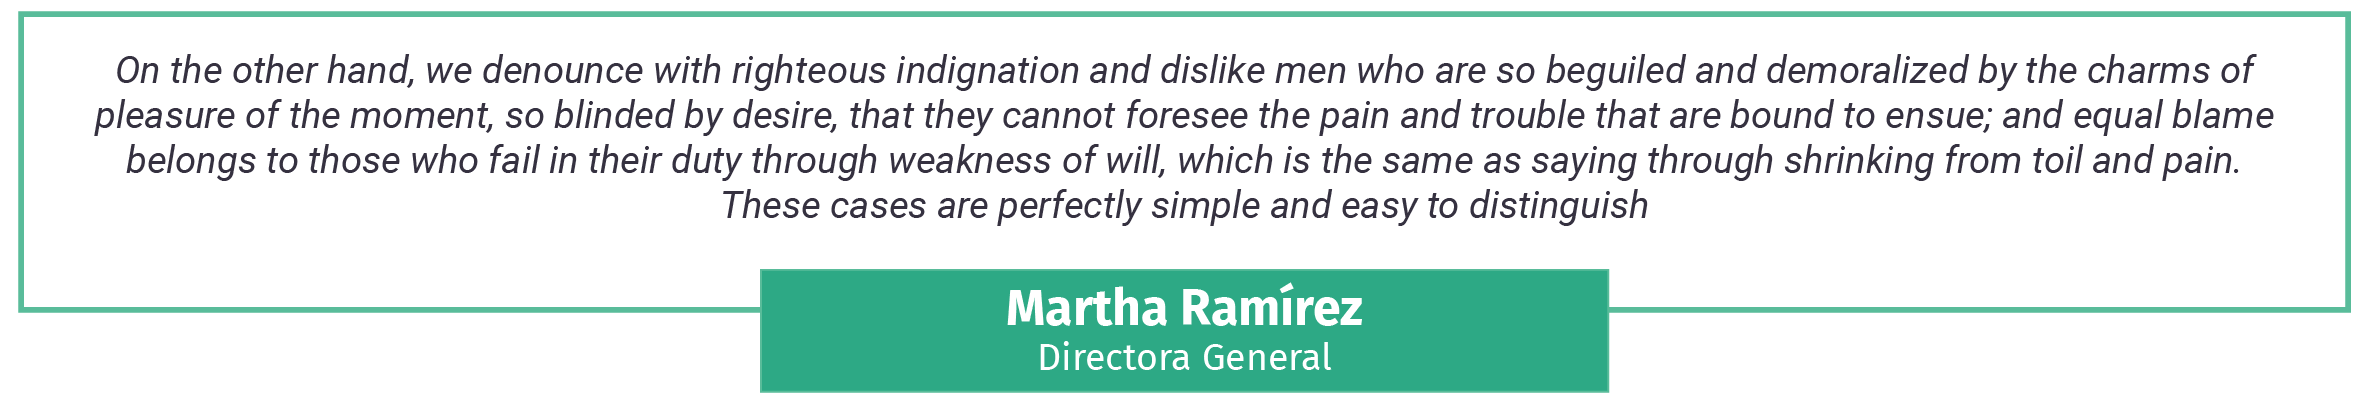 On the other hand, we denounce with righteous indignation and dislike men who are so beguiled and demoralized by the charms of
pleasure of the moment, so blinded by desire, that they cannot foresee the pain and trouble that are bound to ensue; and equal blame
belongs to those who fail in their duty through weakness of will, which is the same as saying through shrinking from toil and pain.
These cases are perfectly simple and easy to distinguish
Martha Ramírez
Directora General